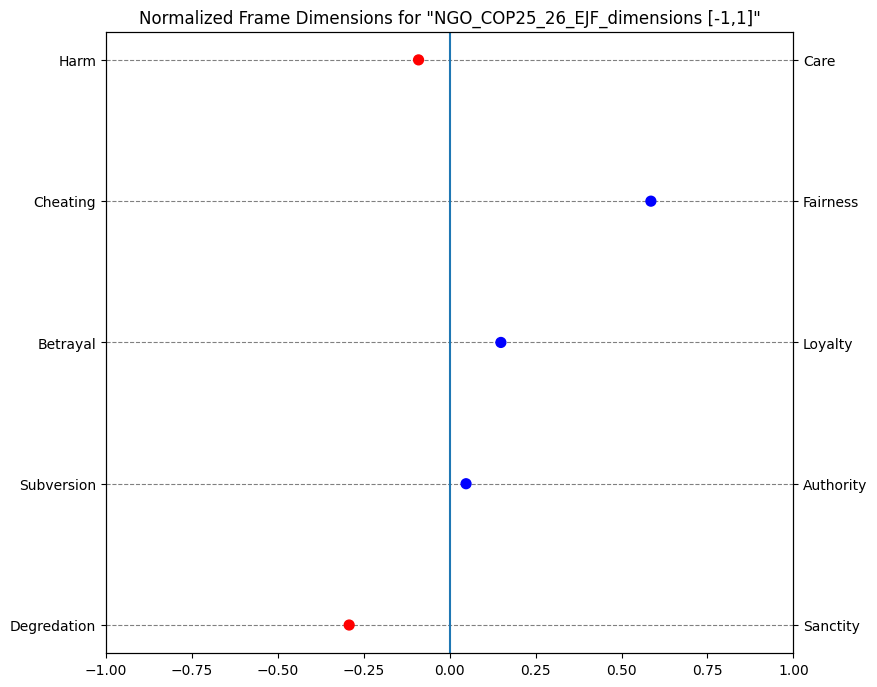 Normalized Frame Dimensions for "NGO_COP25_26_EJF_dimensions [-1,1]"
Harm Care
Cheating Fairness
Betrayal Loyalty
Subversion Authority
Degredation Sanctity
−1.00 −0.75 −0.50 −0.25 0.00 0.25 0.50 0.75 1.00